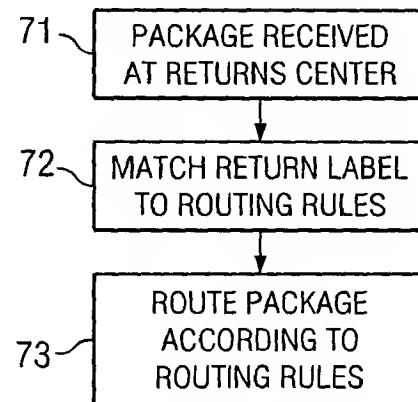 71
PACKAGE RECEIVED
AT RETURNS CENTER
72
MATCH RETURN LABEL
TO ROUTING RULES
73
ROUTE PACKAGE
ACCORDING TO
ROUTING RULES